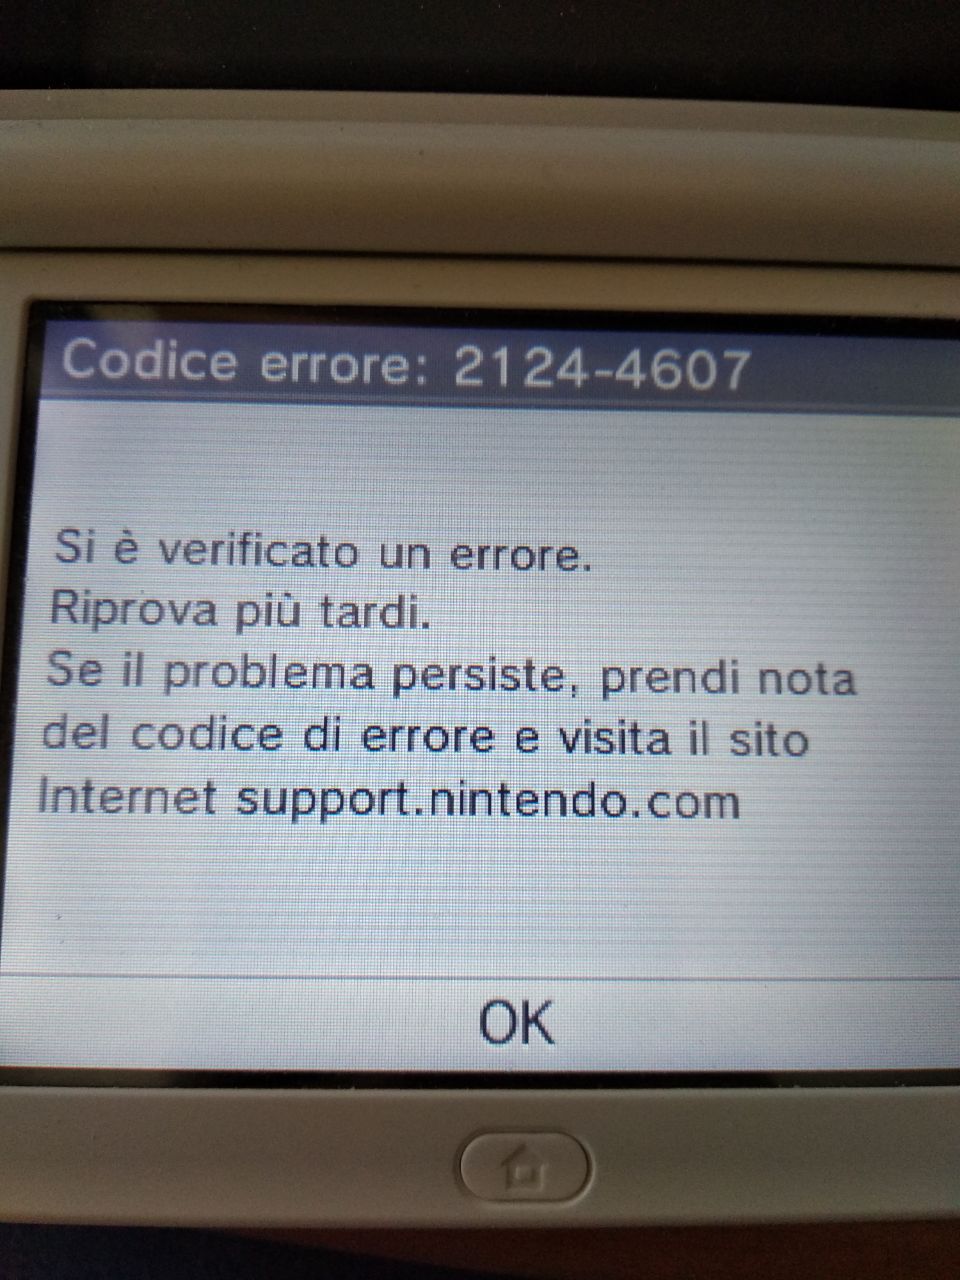 Codice errore: 2124-4607
Si è verificato un errore.
Riprova più tardi.
Se il problema persiste, prendi nota
del codice di errore e visita il sito
Internet support.nintendo.com
OK